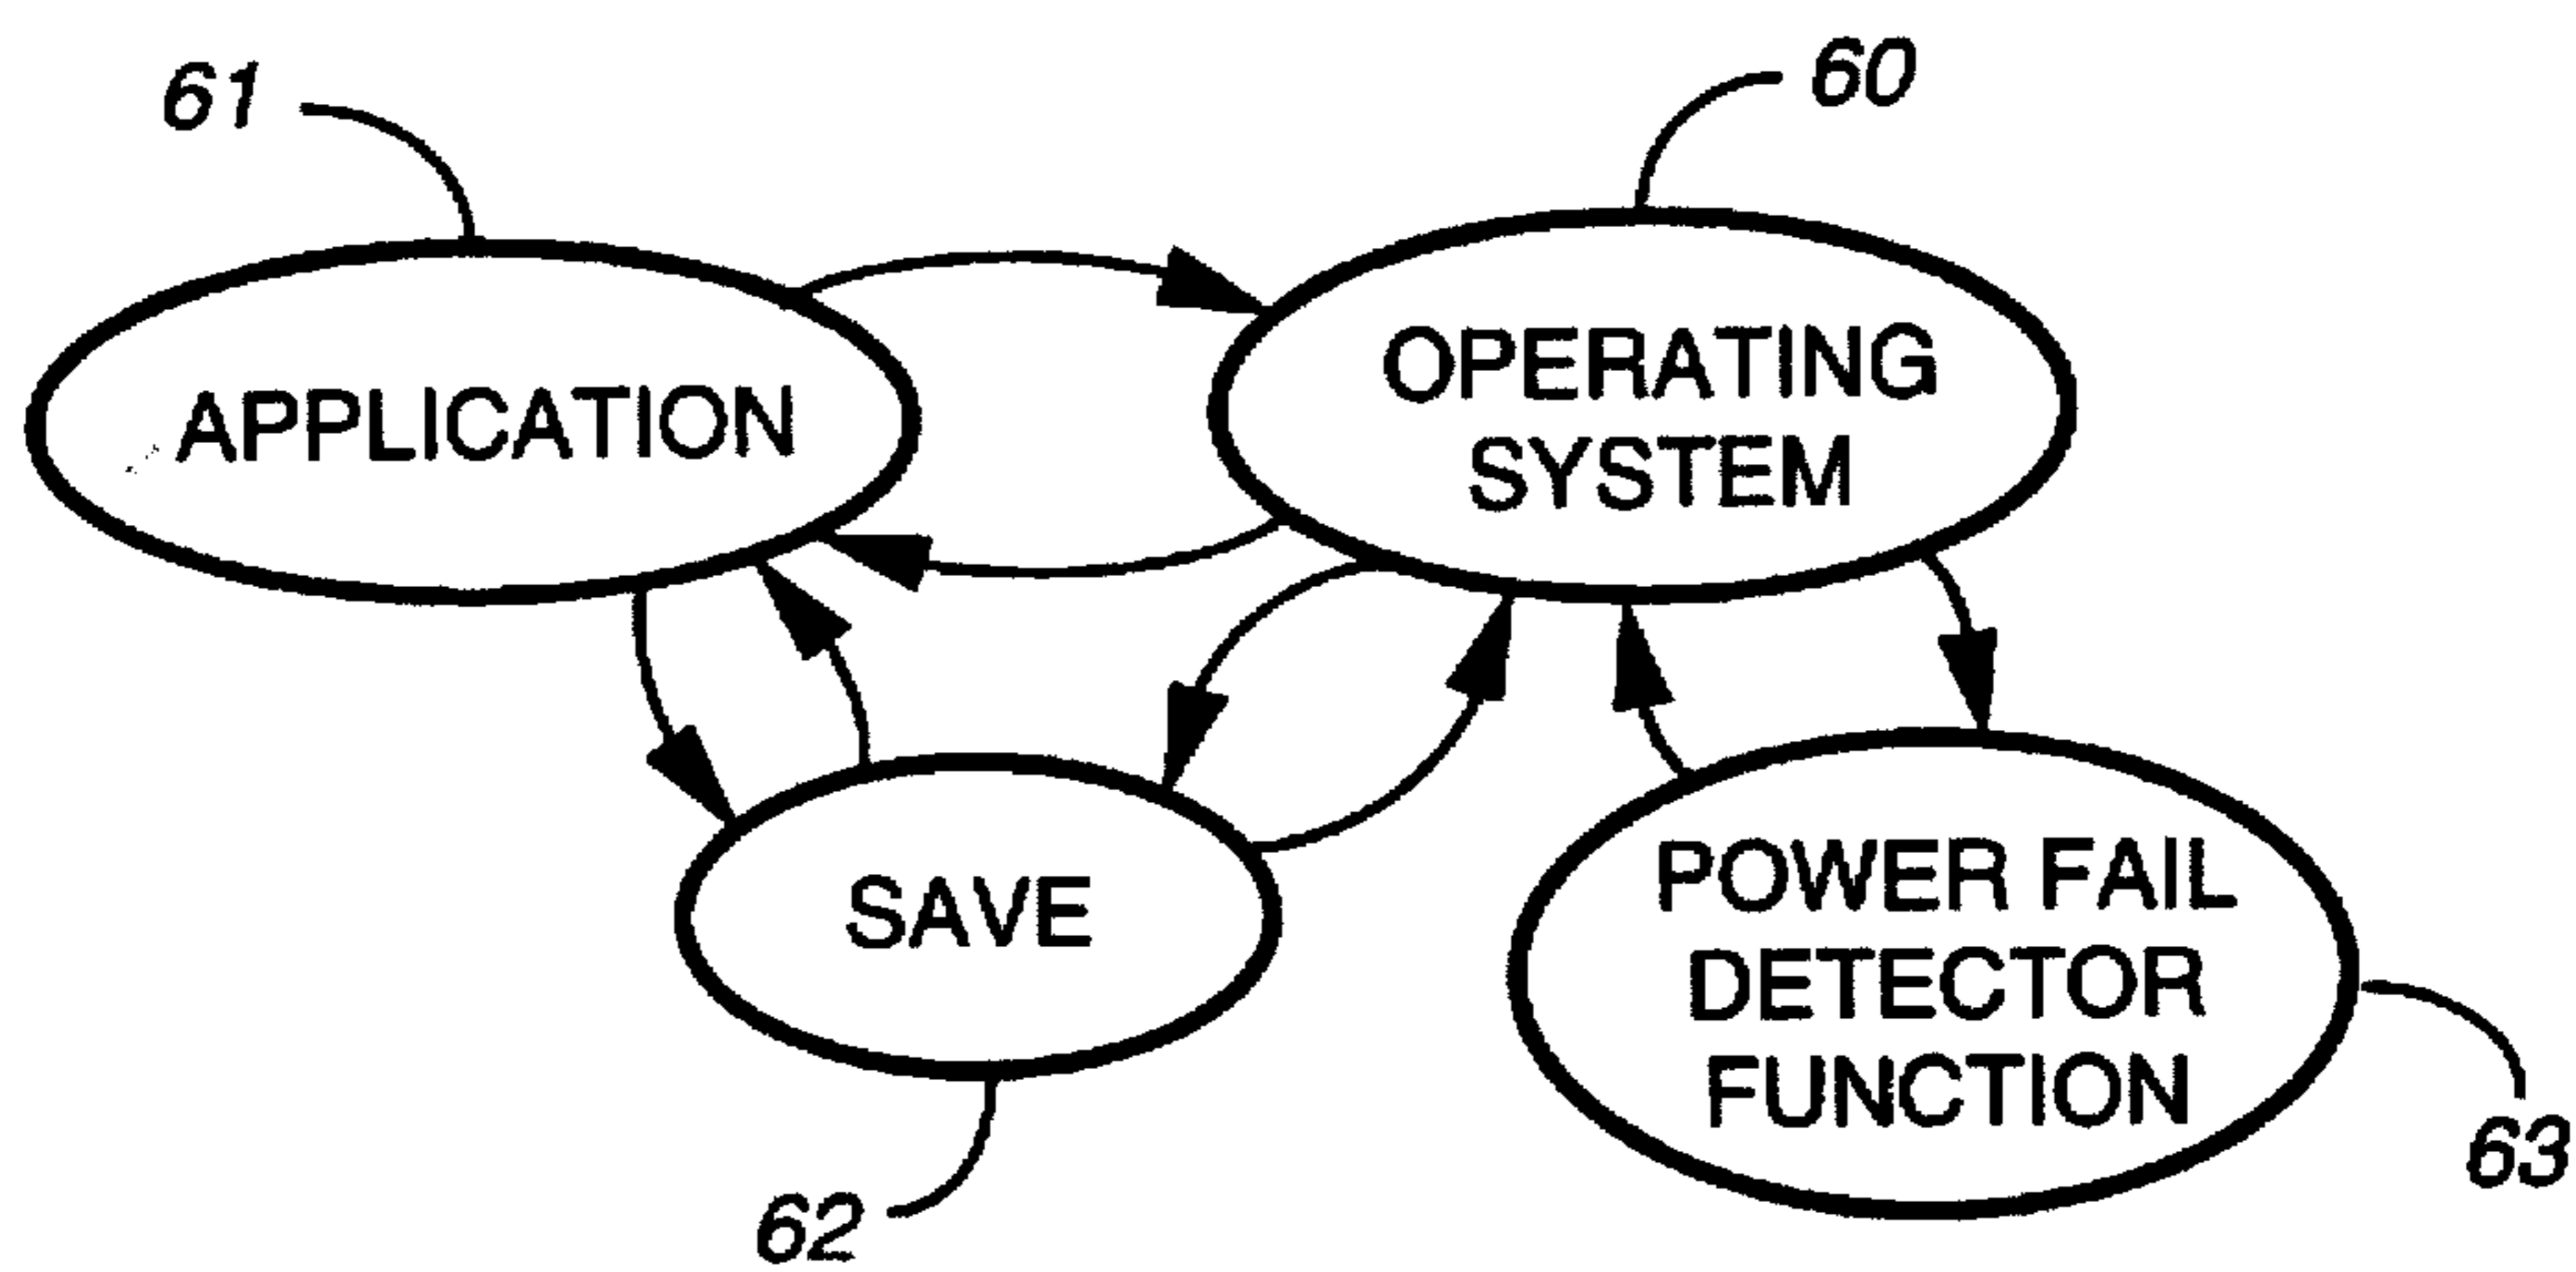 61
60
APPLICATION
OPERATING
SYSTEM
SAVE
POWER FAIL
DETECTOR
FUNCTION
62
63